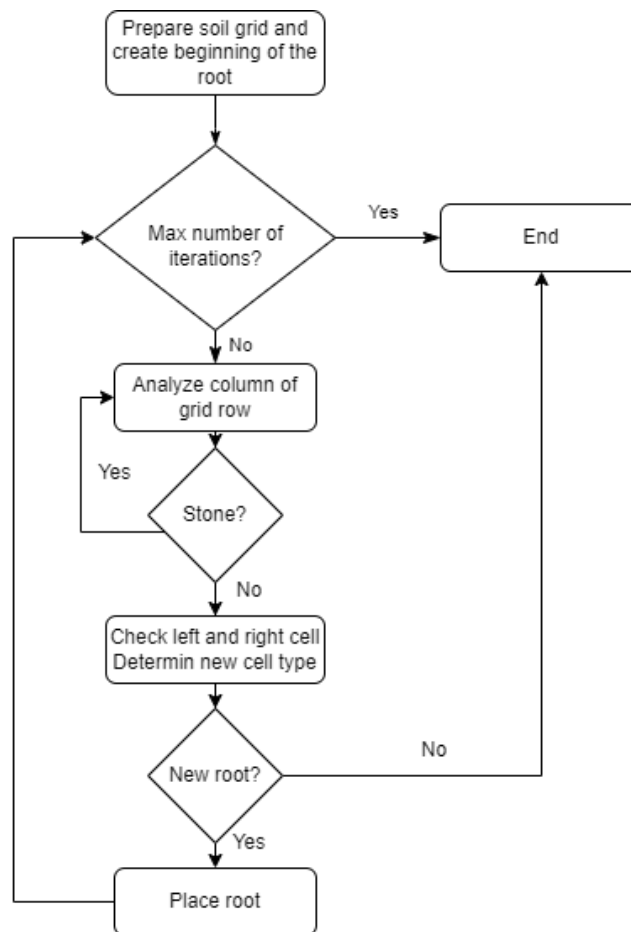 Prepare soil grid and
create beginning of the
root
Max number of
iterations?
Yes
End
No
Analyze column of
grid row
Yes
Stone?
No
Check left and right cell
Determin new cell type
New root?
No
Yes
Place root